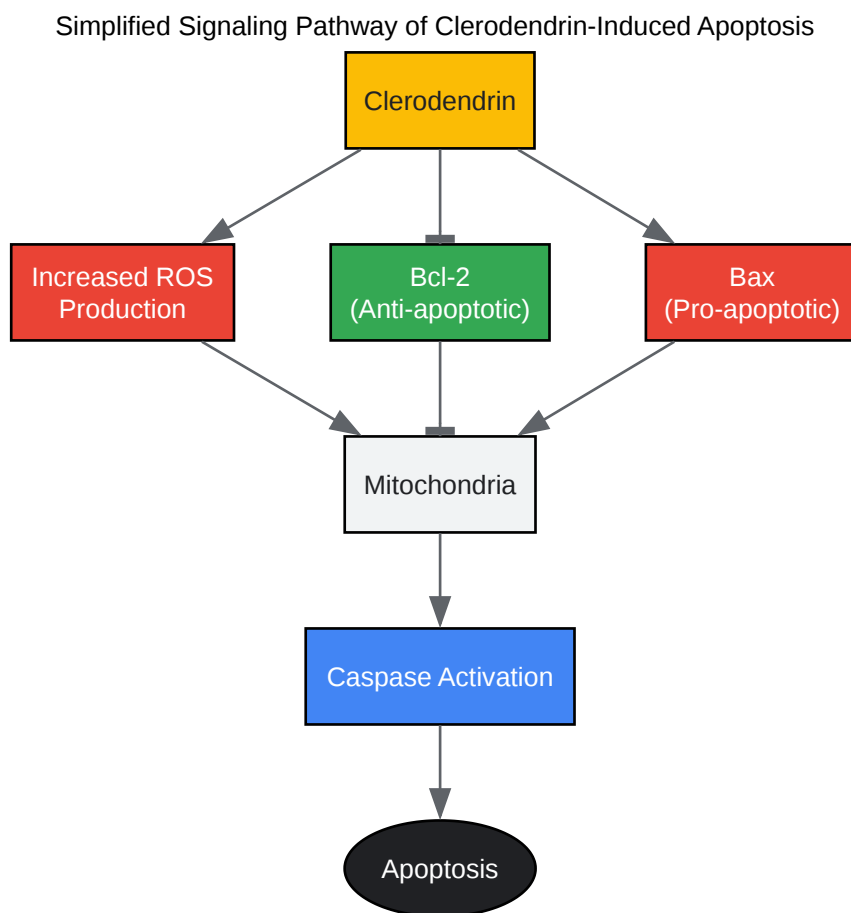 Simplified Signaling Pathway of Clerodendrin-Induced Apoptosis
Clerodendrin
Increased ROS
Production
Bcl-2
(Anti-apoptotic)
Bax
(Pro-apoptotic)
Mitochondria
Caspase Activation
Apoptosis